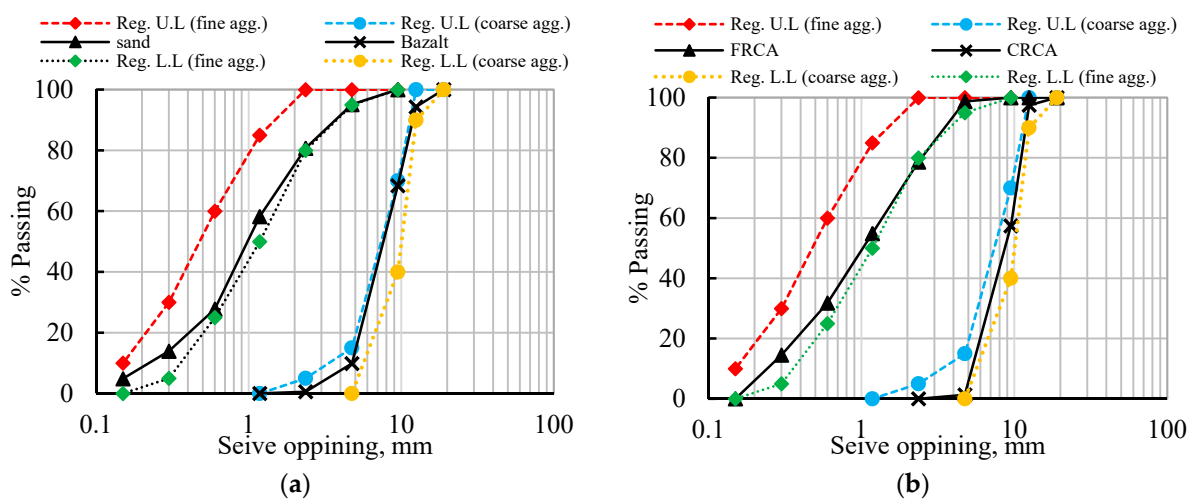 Reg. U.L (fine agg.) Reg. U.L (coarse agg.)
sand Bazalt
Reg. L.L (fine agg.) Reg. L.L (coarse agg.)
100
80
60
40
20
0
% Passing
0.1 1 10 100
Seive oppining, mm
(a)
Reg. U.L (fine agg.) Reg. U.L (coarse agg.)
FRCA CRCA
Reg. L.L (coarse agg.) Reg. L.L (fine agg.)
100
80
60
40
20
0
% Passing
0.1 1 10 100
Seive oppining, mm
(b)